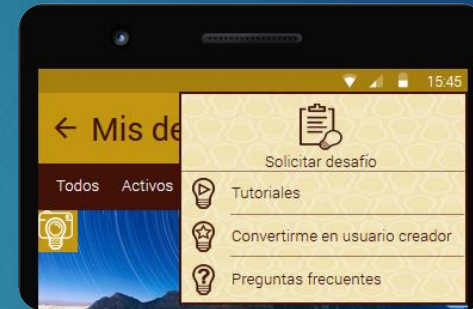 15:45
← Mis de
Solicitar desafío
Todos Activos
Tutoriales
Convertirme en usuario creador
Preguntas frecuentes